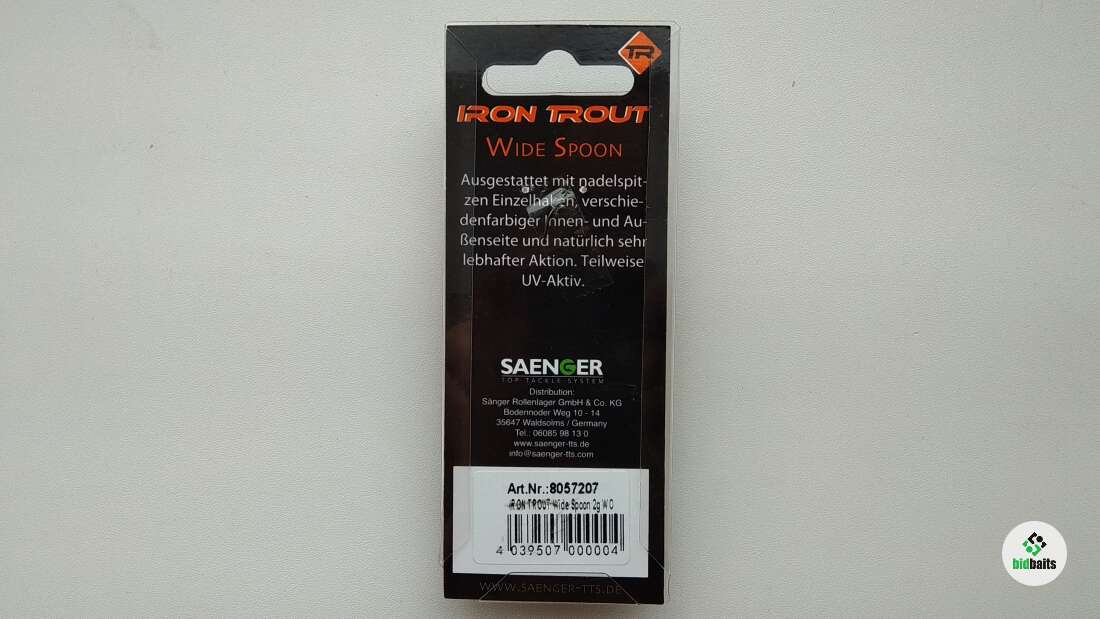 TR
IRON TROUT
WIDE SPOON
Ausgestattet mit nadelspit-
zen Einzelhaken, verschie-
denfarbiger Innen- und Au-
ßenseite und natürlich sehr
lebhafter Aktion. Teilweise
UV-Aktiv.
SAENGER
TOP TACKLE SYSTEM
Distribution:
Sänger Rollenlager GmbH & Co. KG
Bodennoder Weg 10 - 14
35647 Waldsolms / Germany
Tel.: 06085 98 13 0
www.saenger-tts.de
info@saenger-tts.com
Art.Nr.:8057207
IRON TROUT Wide Spoon 2g WO
4 039507 000004
WWW.SAENGER-TTS.DE
bidbaits